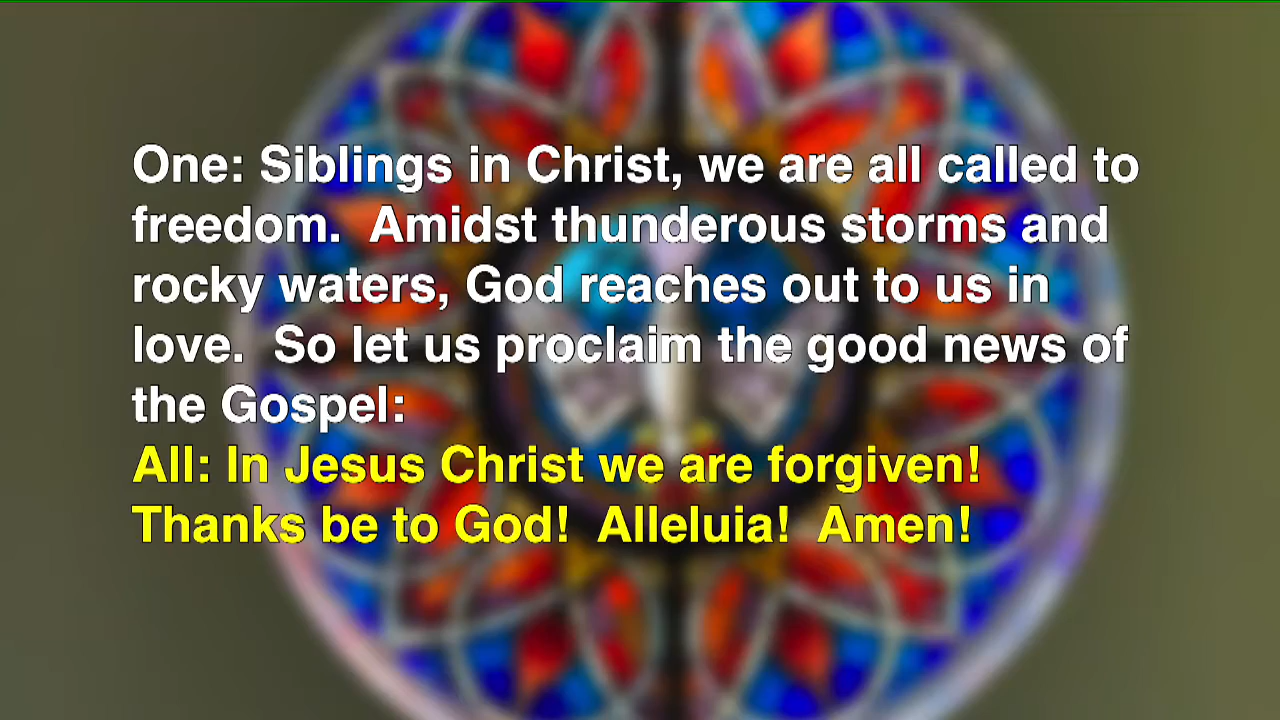 One: Siblings in Christ, we are all called to
freedom.  Amidst thunderous storms and
rocky waters, God reaches out to us in
love.  So let us proclaim the good news of
the Gospel:
All: In Jesus Christ we are forgiven!
Thanks be to God!  Alleluia!  Amen!